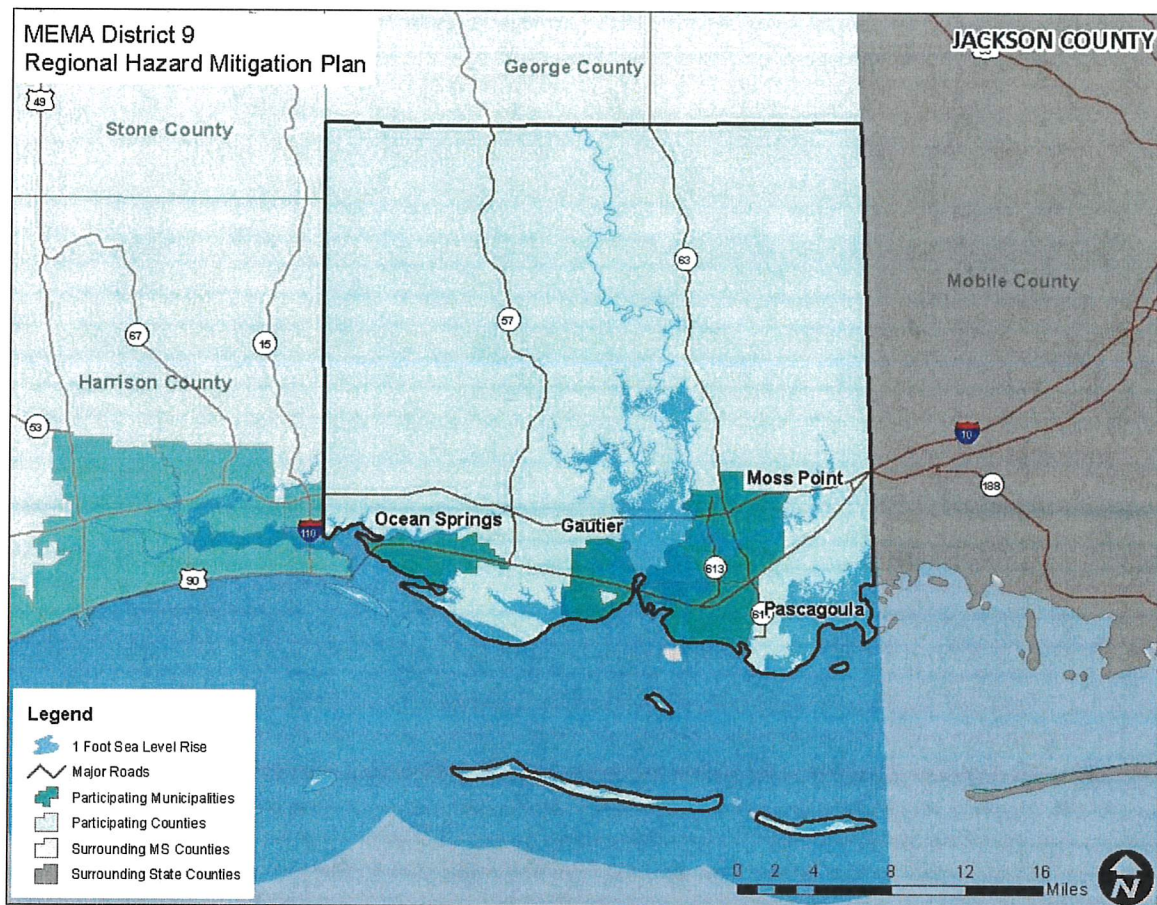 MEMA District 9
Regional Hazard Mitigation Plan
JACKSON COUNTY
George County
49
Stone County
63
Mobile County
57
67
15
Harrison County
53
10
Moss Point
188
Ocean Springs
Gautier
110
613
90
Pascagoula
Legend
1 Foot Sea Level Rise
Major Roads
Participating Municipalities
Participating Counties
Surrounding MS Counties
Surrounding State Counties
0 2 4 8 12 16
Miles
N